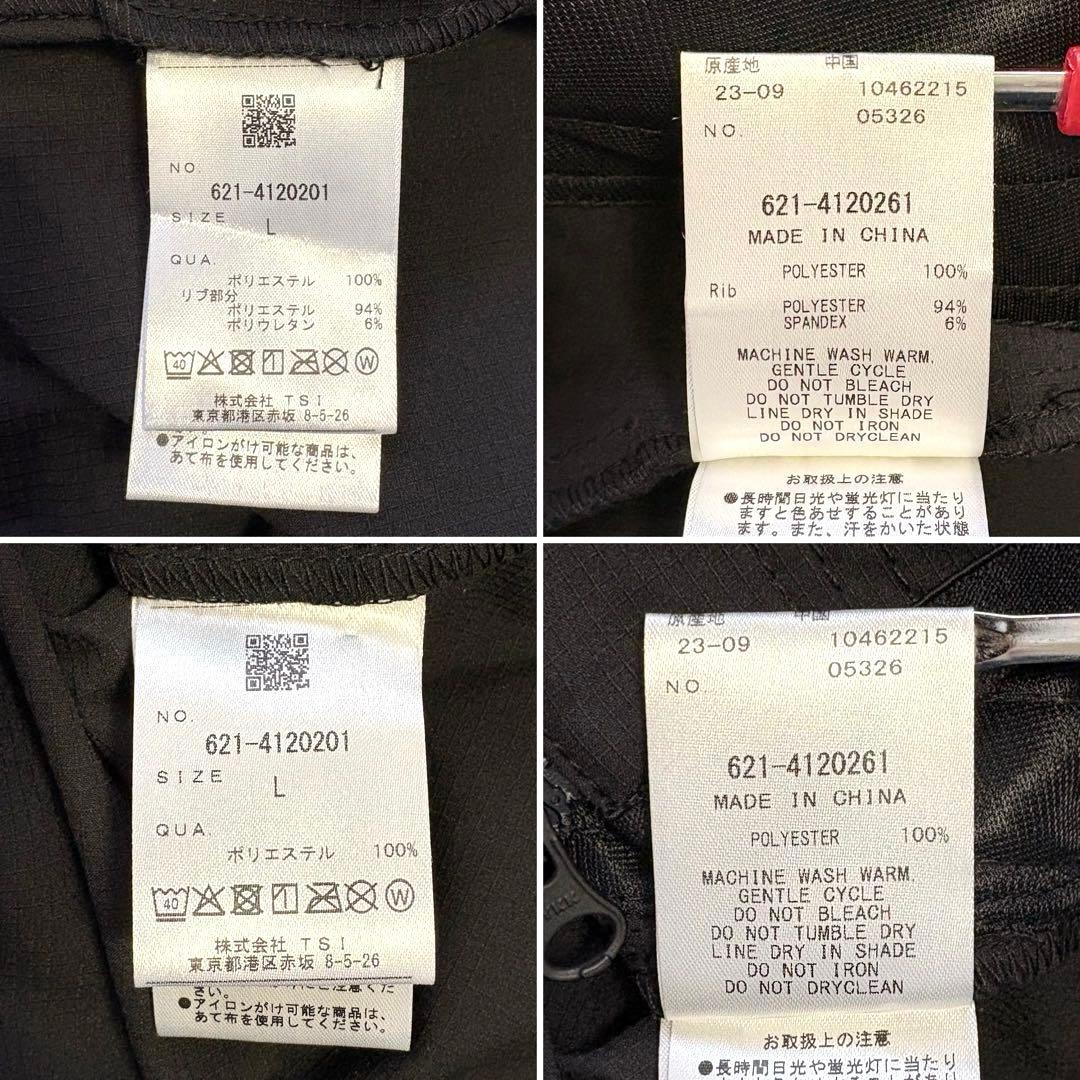 NO.
621-4120201
SIZE
L
QUA.
ポリエステル 100%
リブ部分
ポリエステル 94%
ポリウレタン 6%
40
W
株式会社 TSI
東京都港区赤坂 8-5-26
●アイロンがけ可能な商品は、
あて布を使用してください。
原産地 中国
23-09 10462215
05326
NO.
621-4120261
MADE IN CHINA
POLYESTER 100%
Rib
POLYESTER 94%
SPANDEX 6%
MACHINE WASH WARM,
GENTLE CYCLE
DO NOT BLEACH
DO NOT TUMBLE DRY
LINE DRY IN SHADE
DO NOT IRON
DO NOT DRYCLEAN
お取扱上の注意
●長時間日光や蛍光灯に当たり
ますと色あせすることがあり
ます。また、汗をかいた状態
NO.
621-4120201
SIZE
L
QUA.
ポリエステル 100%
40
W
株式会社 TSI
東京都港区赤坂 8-5-26
さい。
●アイロンがけ可能な商品は、
あて布を使用してください。
原産地 中国
23-09 10462215
05326
NO.
621-4120261
MADE IN CHINA
POLYESTER 100%
MACHINE WASH WARM,
GENTLE CYCLE
DO NOT BLEACH
DO NOT TUMBLE DRY
LINE DRY IN SHADE
DO NOT IRON
DO NOT DRYCLEAN
お取扱上の注意
●長時間日光や蛍光灯に当たり